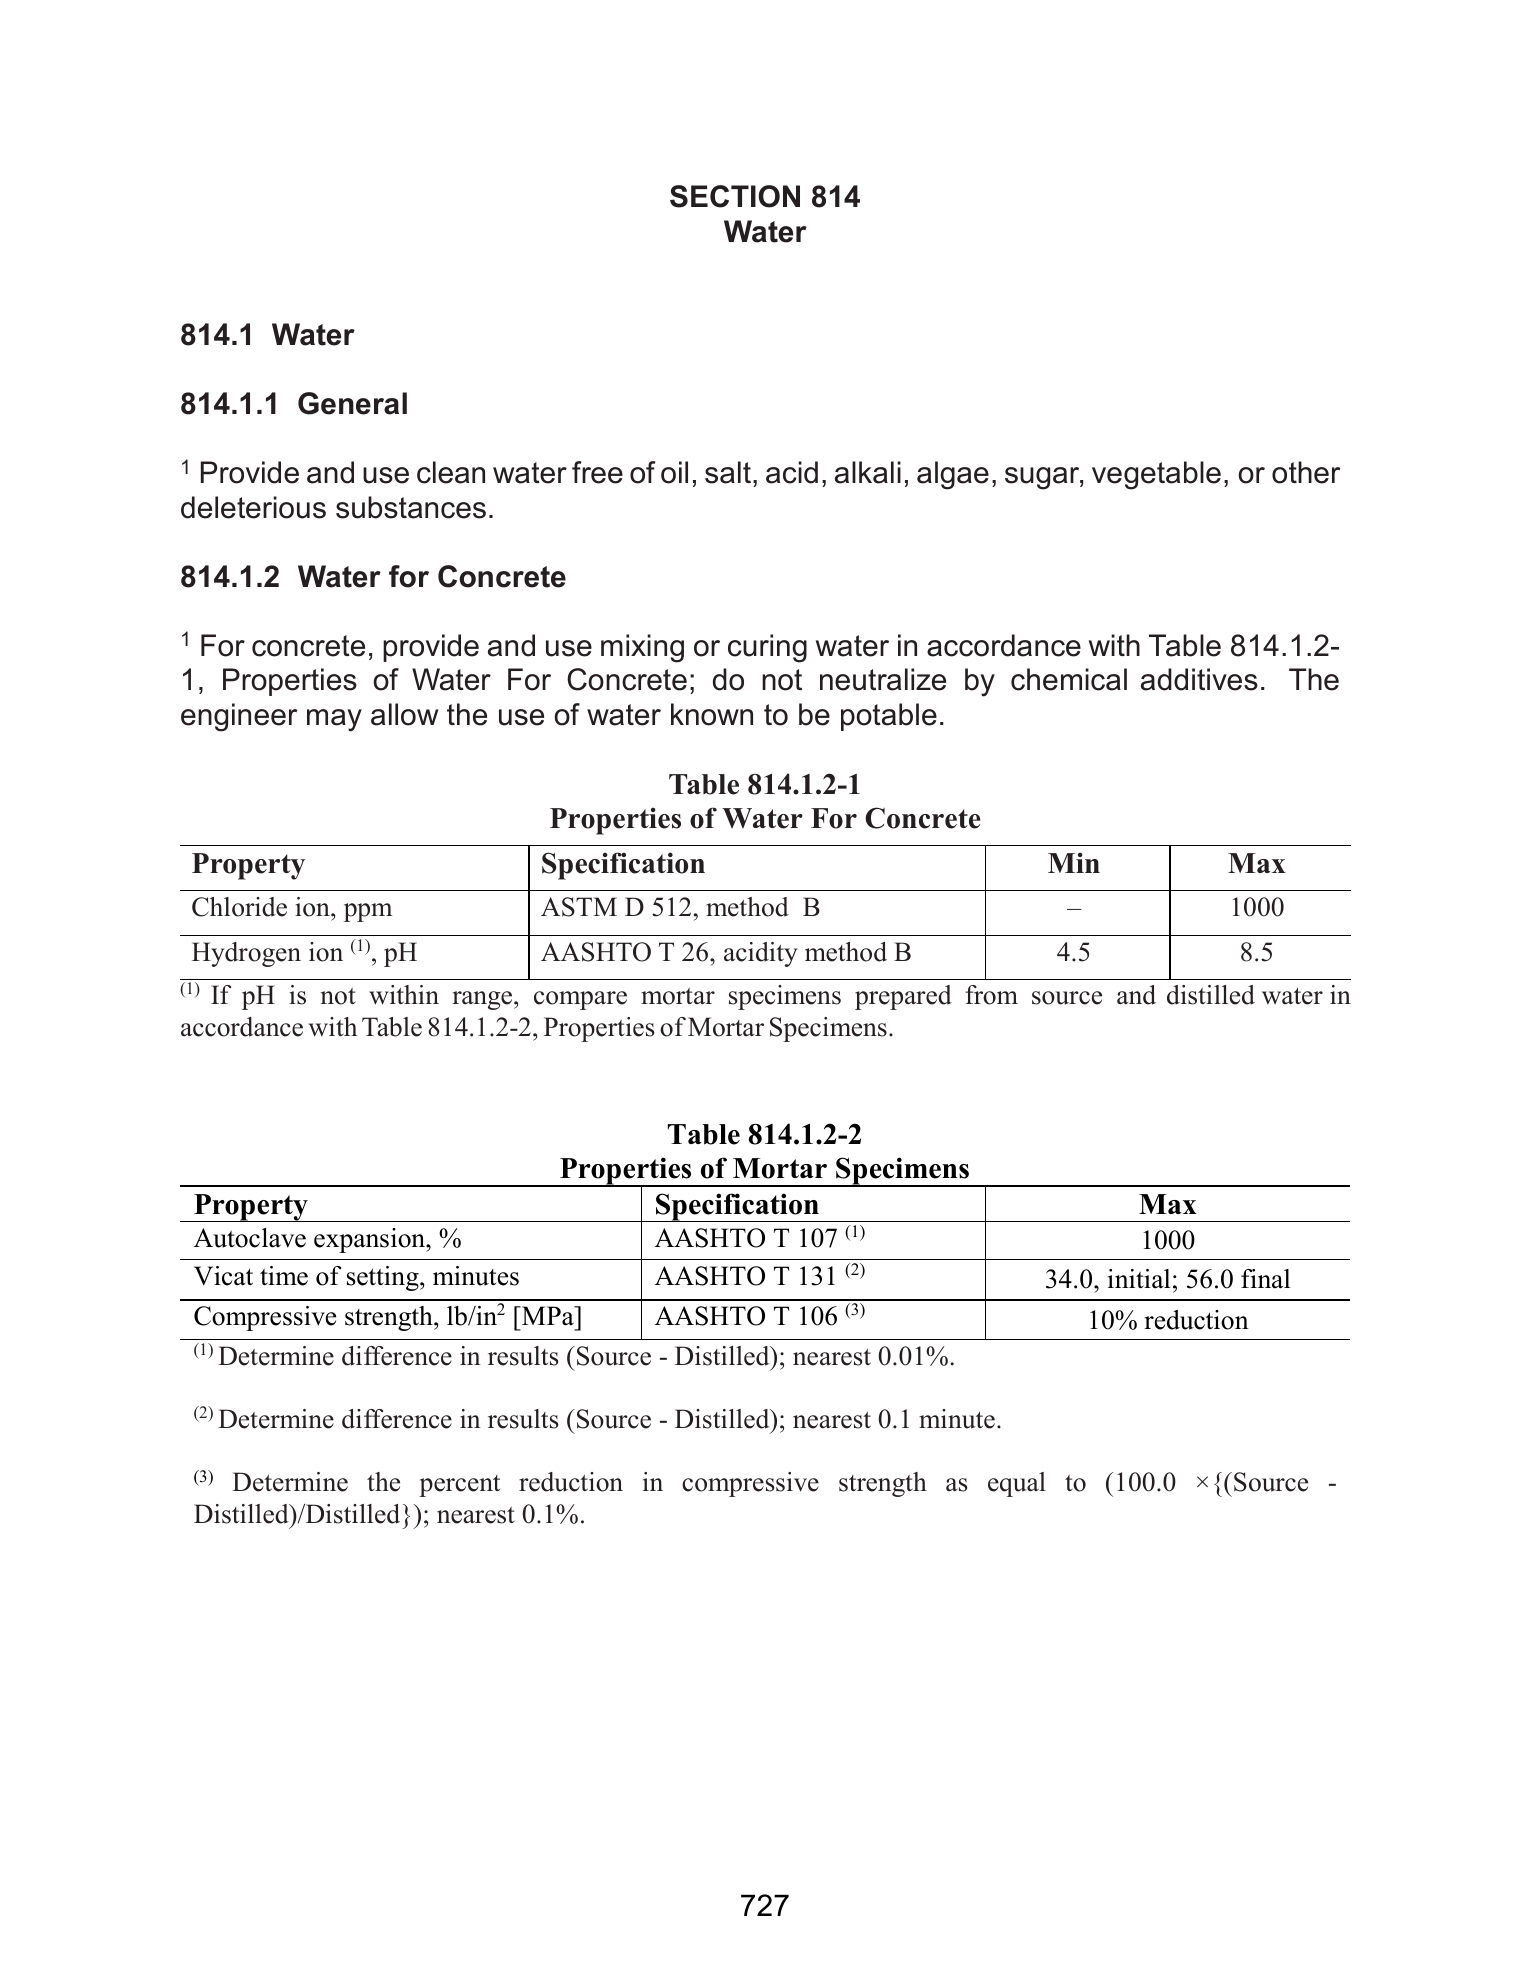 SECTION 814
Water
814.1 Water
814.1.1 General
1 Provide and use clean water free of oil, salt, acid, alkali, algae, sugar, vegetable, or other
deleterious substances.
814.1.2 Water for Concrete
1 For concrete, provide and use mixing or curing water in accordance with Table 814.1.2-
1, Properties of Water For Concrete; do not neutralize by chemical additives. The
engineer may allow the use of water known to be potable.
Table 814.1.2-1
Properties of Water For Concrete
Property Specification Min Max
Chloride ion, ppm ASTM D 512, method B – 1000
Hydrogen ion (1), pH AASHTO T 26, acidity method B 4.5 8.5
(1) If pH is not within range, compare mortar specimens prepared from source and distilled water in
accordance with Table 814.1.2-2, Properties of Mortar Specimens.
Table 814.1.2-2
Properties of Mortar Specimens
Property Specification Max
Autoclave expansion, % AASHTO T 107 (1) 1000
Vicat time of setting, minutes AASHTO T 131 (2) 34.0, initial; 56.0 final
Compressive strength, lb/in2 [MPa] AASHTO T 106 (3) 10% reduction
(1) Determine difference in results (Source - Distilled); nearest 0.01%.
(2) Determine difference in results (Source - Distilled); nearest 0.1 minute.
(3) Determine the percent reduction in compressive strength as equal to (100.0 ×{(Source -
Distilled)/Distilled}); nearest 0.1%.
727